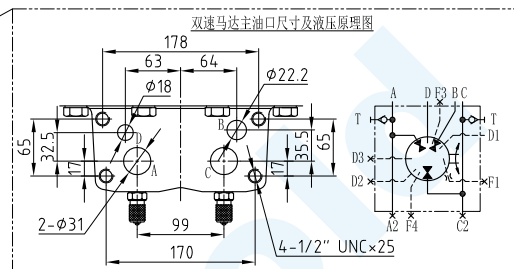 双速马达主油口尺寸及液压原理图
178
63
64
Φ18
Φ22.2
A
D
F3
B
C
65
32.5
17
D
B
A
C
17
35.5
65
T
T
D3
D1
D2
F1
2-Φ31
99
170
4-1/2" UNC×25
A2
F4
C2